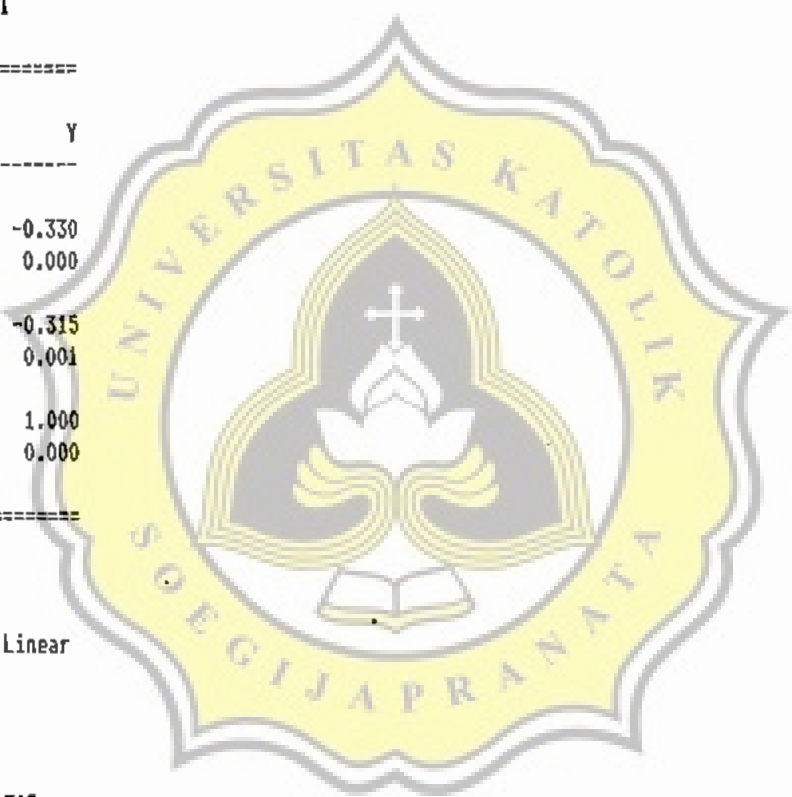 =======
Y
-------
-0.330
0.000
-0.315
0.001
1.000
0.000
=======
Linear
UNIVERSITAS KATOLIK
SOEGIJAPRANATA